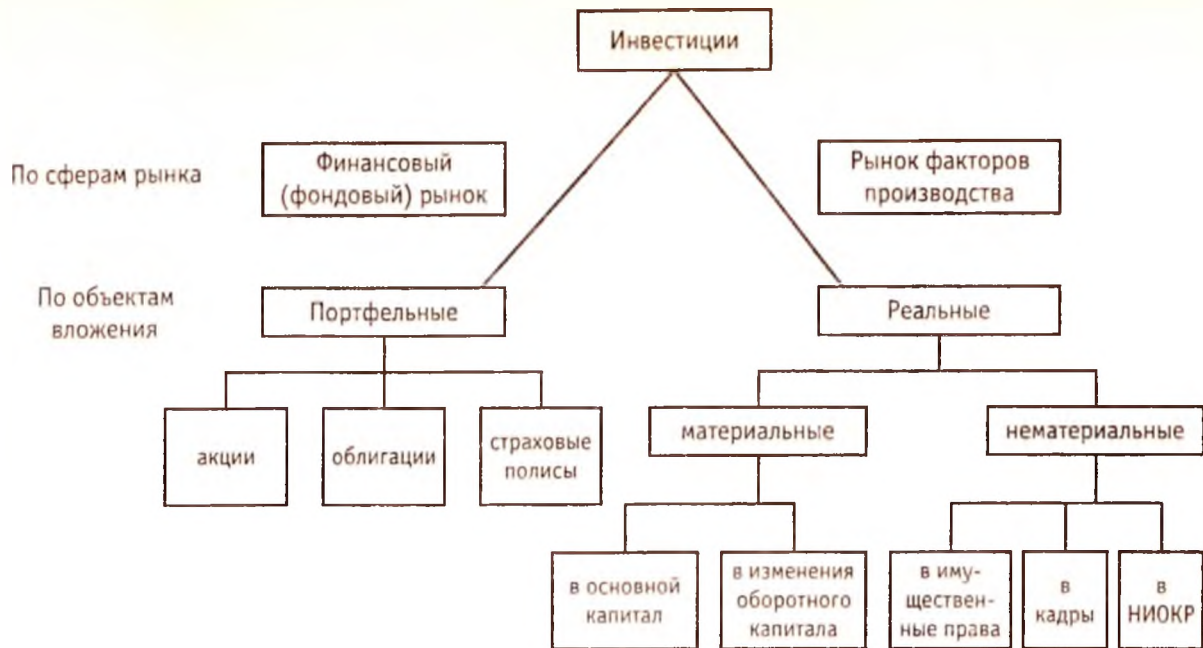 Инвестиции
По сферам рынка
Финансовый
(фондовый) рынок
Рынок факторов
производства
По объектам
вложения
Портфельные
Реальные
акции
облигации
страховые
полисы
материальные
нематериальные
в основной
капитал
в изменения
оборотного
капитала
в иму-
ществен-
ные права
в
кадры
в
НИОКР